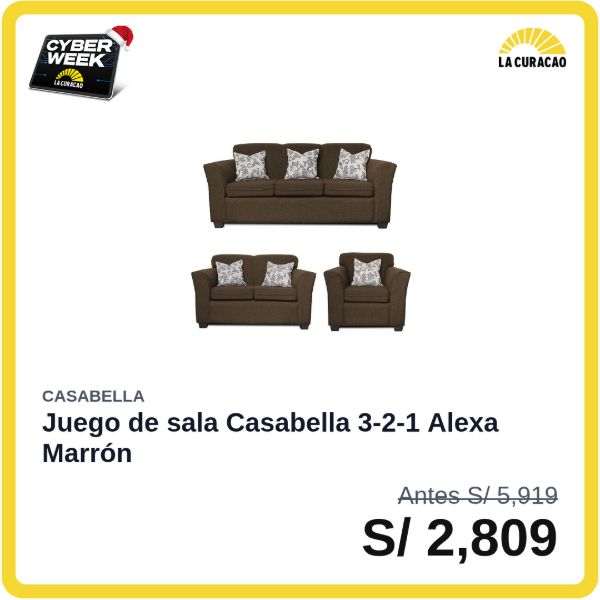 CYBER
WEEK
LA CURACAO
LA CURACAO
CASABELLA
Juego de sala Casabella 3-2-1 Alexa
Marrón
Antes S/ 5,919
S/ 2,809